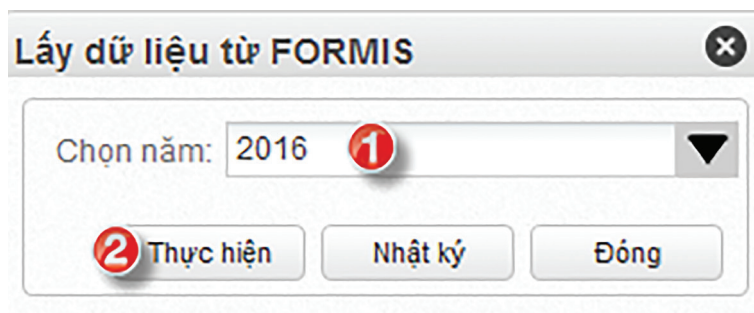 Lấy dữ liệu từ FORMIS
Chọn năm: 2016 1
2 Thực hiện Nhật ký Đóng